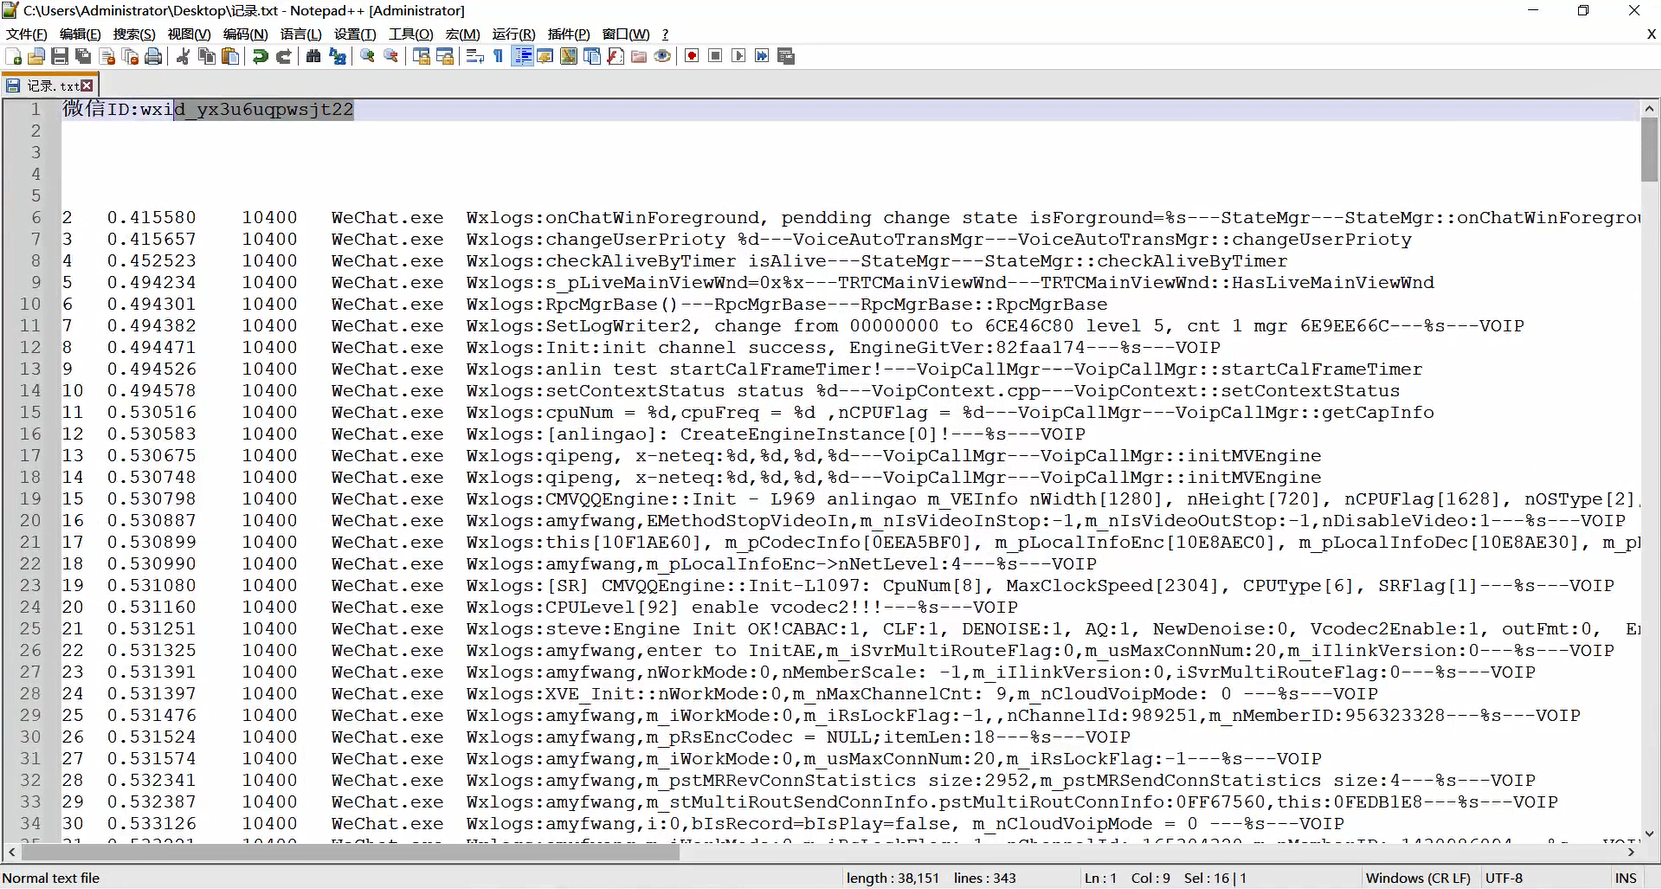 C:\Users\Administrator\Desktop\记录.txt - Notepad++ [Administrator]
文件(F) 编辑(E) 搜索(S) 视图(V) 编码(N) 语言(L) 设置(T) 工具(O) 宏(M) 运行(R) 插件(P) 窗口(W) ? X
记录.txt
1 微信ID:wxid_yx3u6uqpwsjt22
2
3
4
5
6 2 0.415580 10400 WeChat.exe Wxlogs:onChatWinForeground, pendding change state isForground=%s---StateMgr---StateMgr::onChatWinForegrou
7 3 0.415657 10400 WeChat.exe Wxlogs:changeUserPrioty %d---VoiceAutoTransMgr---VoiceAutoTransMgr::changeUserPrioty
8 4 0.452523 10400 WeChat.exe Wxlogs:checkAliveByTimer isAlive---StateMgr---StateMgr::checkAliveByTimer
9 5 0.494234 10400 WeChat.exe Wxlogs:s_pLiveMainViewWnd=0x%x---TRTCMainViewWnd---TRTCMainViewWnd::HasLiveMainViewWnd
10 6 0.494301 10400 WeChat.exe Wxlogs:RpcMgrBase()---RpcMgrBase---RpcMgrBase::RpcMgrBase
11 7 0.494382 10400 WeChat.exe Wxlogs:SetLogWriter2, change from 00000000 to 6CE46C80 level 5, cnt 1 mgr 6E9EE66C---%s---VOIP
12 8 0.494471 10400 WeChat.exe Wxlogs:Init:init channel success, EngineGitVer:82faa174---%s---VOIP
13 9 0.494526 10400 WeChat.exe Wxlogs:anlin test startCalFrameTimer!---VoipCallMgr---VoipCallMgr::startCalFrameTimer
14 10 0.494578 10400 WeChat.exe Wxlogs:setContextStatus status %d---VoipContext.cpp---VoipContext::setContextStatus
15 11 0.530516 10400 WeChat.exe Wxlogs:cpuNum = %d,cpuFreq = %d ,nCPUFlag = %d---VoipCallMgr---VoipCallMgr::getCapInfo
16 12 0.530583 10400 WeChat.exe Wxlogs:[anlingao]: CreateEngineInstance[0]!---%s---VOIP
17 13 0.530675 10400 WeChat.exe Wxlogs:qipeng, x-neteq:%d,%d,%d,%d---VoipCallMgr---VoipCallMgr::initMVEngine
18 14 0.530748 10400 WeChat.exe Wxlogs:qipeng, x-neteq:%d,%d,%d,%d---VoipCallMgr---VoipCallMgr::initMVEngine
19 15 0.530798 10400 WeChat.exe Wxlogs:CMVQQEngine::Init - L969 anlingao m_VEInfo nWidth[1280], nHeight[720], nCPUFlag[1628], nOSType[2],
20 16 0.530887 10400 WeChat.exe Wxlogs:amyfwang,EMethodStopVideoIn,m_nIsVideoInStop:-1,m_nIsVideoOutStop:-1,nDisableVideo:1---%s---VOIP
21 17 0.530899 10400 WeChat.exe Wxlogs:this[10F1AE60], m_pCodecInfo[0EEA5BF0], m_pLocalInfoEnc[10E8AEC0], m_pLocalInfoDec[10E8AE30], m_p
22 18 0.530990 10400 WeChat.exe Wxlogs:amyfwang,m_pLocalInfoEnc->nNetLevel:4---%s---VOIP
23 19 0.531080 10400 WeChat.exe Wxlogs:[SR] CMVQQEngine::Init-L1097: CpuNum[8], MaxClockSpeed[2304], CPUType[6], SRFlag[1]---%s---VOIP
24 20 0.531160 10400 WeChat.exe Wxlogs:CPULevel[92] enable vcodec2!!!---%s---VOIP
25 21 0.531251 10400 WeChat.exe Wxlogs:steve:Engine Init OK!CABAC:1, CLF:1, DENOISE:1, AQ:1, NewDenoise:0, Vcodec2Enable:1, outFmt:0, E
26 22 0.531325 10400 WeChat.exe Wxlogs:amyfwang,enter to InitAE,m_iSvrMultiRouteFlag:0,m_usMaxConnNum:20,m_iIlinkVersion:0---%s---VOIP
27 23 0.531391 10400 WeChat.exe Wxlogs:amyfwang,nWorkMode:0,nMemberScale: -1,m_iIlinkVersion:0,iSvrMultiRouteFlag:0---%s---VOIP
28 24 0.531397 10400 WeChat.exe Wxlogs:XVE_Init::nWorkMode:0,m_nMaxChannelCnt: 9,m_nCloudVoipMode: 0 ---%s---VOIP
29 25 0.531476 10400 WeChat.exe Wxlogs:amyfwang,m_iWorkMode:0,m_iRsLockFlag:-1,,nChannelId:989251,m_nMemberID:956323328---%s---VOIP
30 26 0.531524 10400 WeChat.exe Wxlogs:amyfwang,m_pRsEncCodec = NULL;itemLen:18---%s---VOIP
31 27 0.531574 10400 WeChat.exe Wxlogs:amyfwang,m_iWorkMode:0,m_usMaxConnNum:20,m_iRsLockFlag:-1---%s---VOIP
32 28 0.532341 10400 WeChat.exe Wxlogs:amyfwang,m_pstMRRevConnStatistics size:2952,m_pstMRSendConnStatistics size:4---%s---VOIP
33 29 0.532387 10400 WeChat.exe Wxlogs:amyfwang,m_stMultiRoutSendConnInfo.pstMultiRoutConnInfo:0FF67560,this:0FEDB1E8---%s---VOIP
34 30 0.533126 10400 WeChat.exe Wxlogs:amyfwang,i:0,bIsRecord=bIsPlay=false, m_nCloudVoipMode = 0 ---%s---VOIP
Normal text file length : 38,151 lines : 343 Ln : 1 Col : 9 Sel : 16 | 1 Windows (CR LF) UTF-8 INS